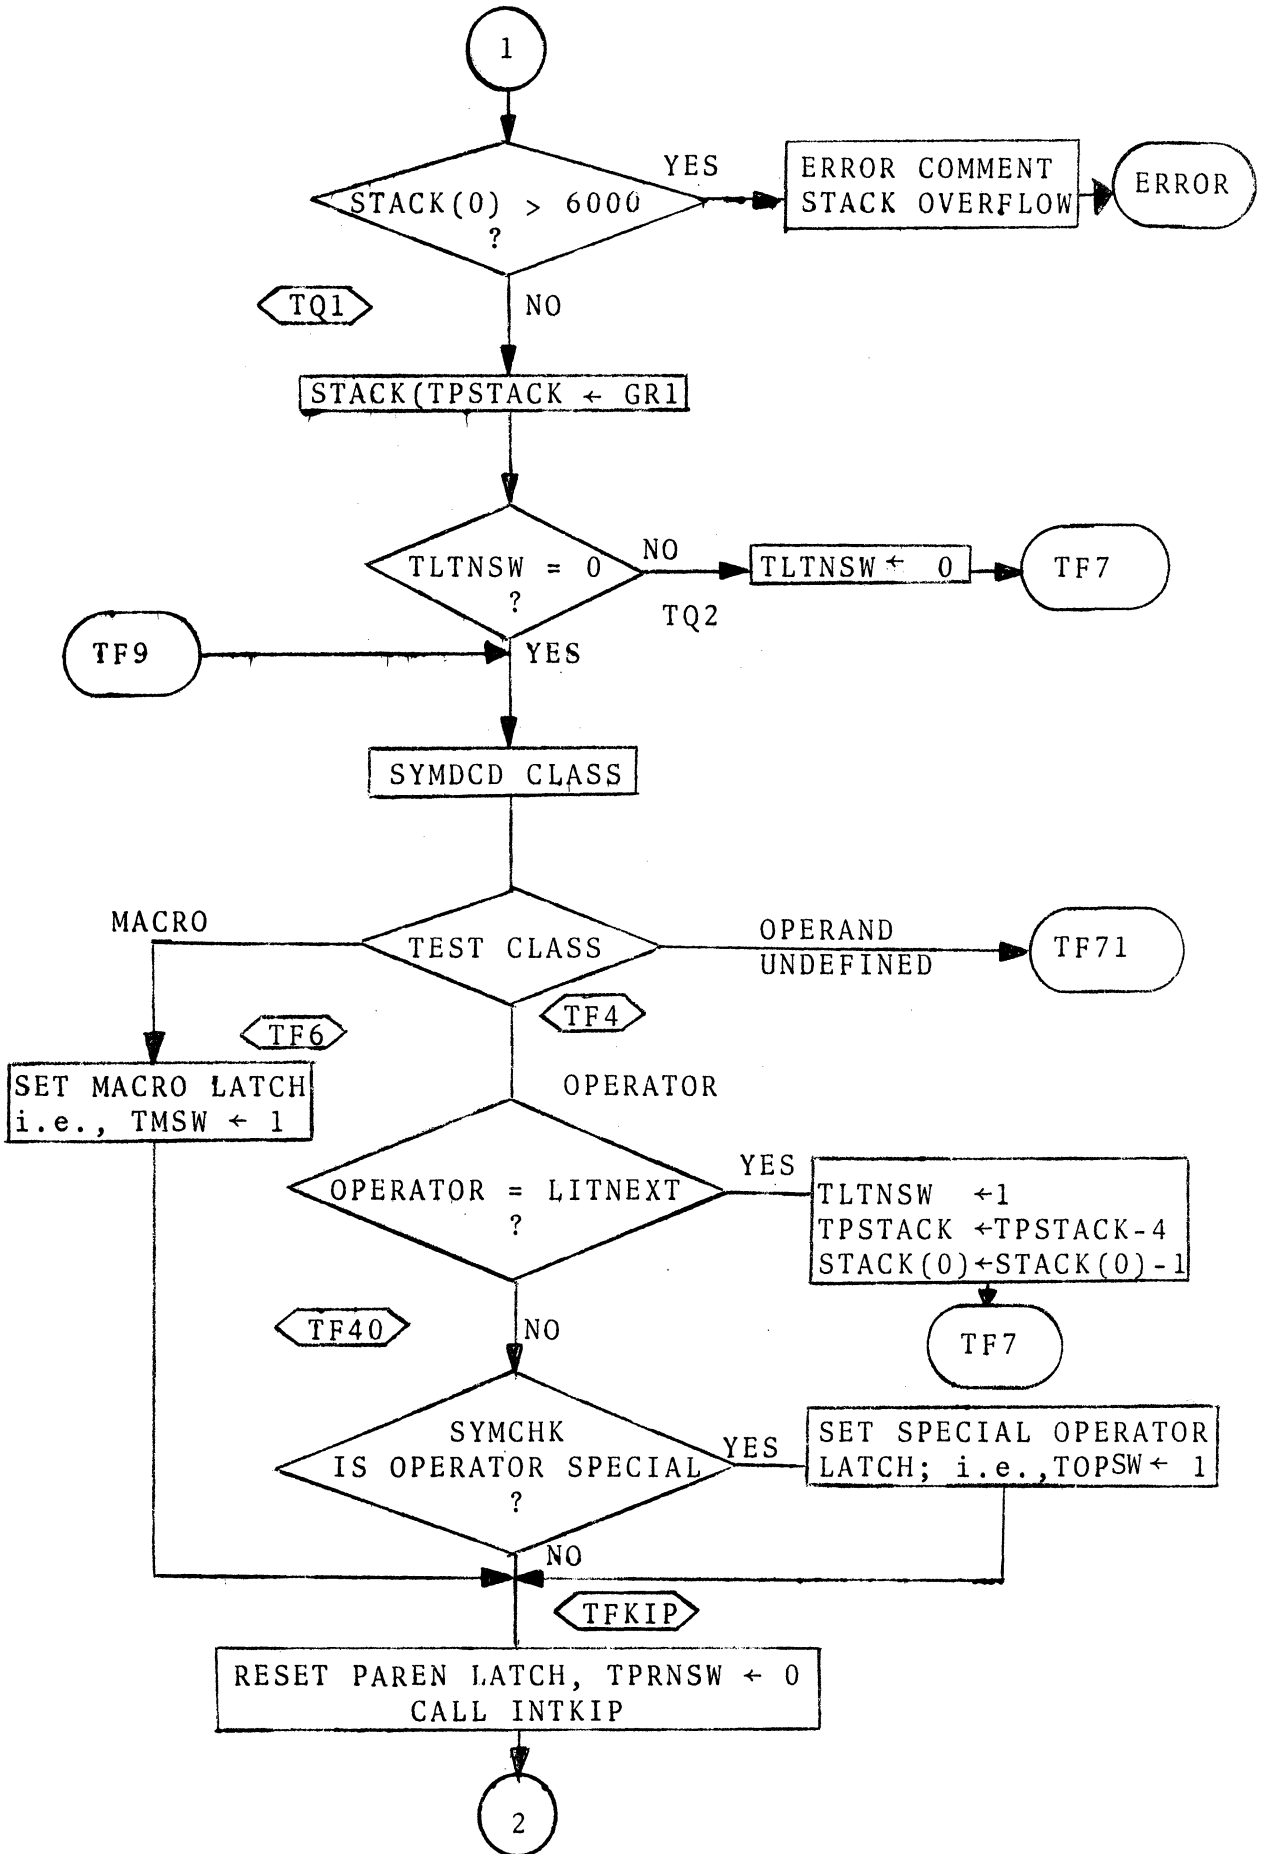 1
STACK(0) > 6000
?
YES
ERROR COMMENT
STACK OVERFLOW
ERROR
TQ1
NO
STACK(TPSTACK ← GR1
TLTNSW = 0
?
NO
TQ2
TLTNSW ← 0
TF7
TF9
YES
SYMDCD CLASS
TEST CLASS
MACRO
OPERAND
UNDEFINED
TF71
TF6
TF4
SET MACRO LATCH
i.e., TMSW ← 1
OPERATOR
OPERATOR = LITNEXT
?
YES
TLTNSW ←1
TPSTACK ←TPSTACK-4
STACK(0)←STACK(0)-1
TF7
TF40
NO
SYMCHK
IS OPERATOR SPECIAL
?
YES
SET SPECIAL OPERATOR
LATCH; i.e.,TOPSW ← 1
NO
TFKIP
RESET PAREN LATCH, TPRNSW ← 0
CALL INTKIP
2